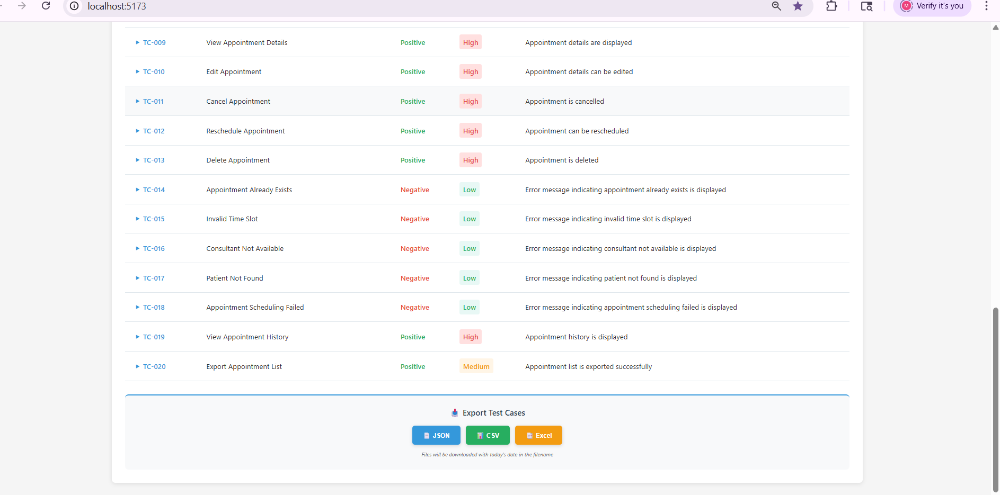 localhost:5173
M Verify it's you
TC-009 View Appointment Details Positive High Appointment details are displayed
TC-010 Edit Appointment Positive High Appointment details can be edited
TC-011 Cancel Appointment Positive High Appointment is cancelled
TC-012 Reschedule Appointment Positive High Appointment can be rescheduled
TC-013 Delete Appointment Positive High Appointment is deleted
TC-014 Appointment Already Exists Negative Low Error message indicating appointment already exists is displayed
TC-015 Invalid Time Slot Negative Low Error message indicating invalid time slot is displayed
TC-016 Consultant Not Available Negative Low Error message indicating consultant not available is displayed
TC-017 Patient Not Found Negative Low Error message indicating patient not found is displayed
TC-018 Appointment Scheduling Failed Negative Low Error message indicating appointment scheduling failed is displayed
TC-019 View Appointment History Positive High Appointment history is displayed
TC-020 Export Appointment List Positive Medium Appointment list is exported successfully
Export Test Cases
JSON CSV Excel
Files will be downloaded with today's date in the filename